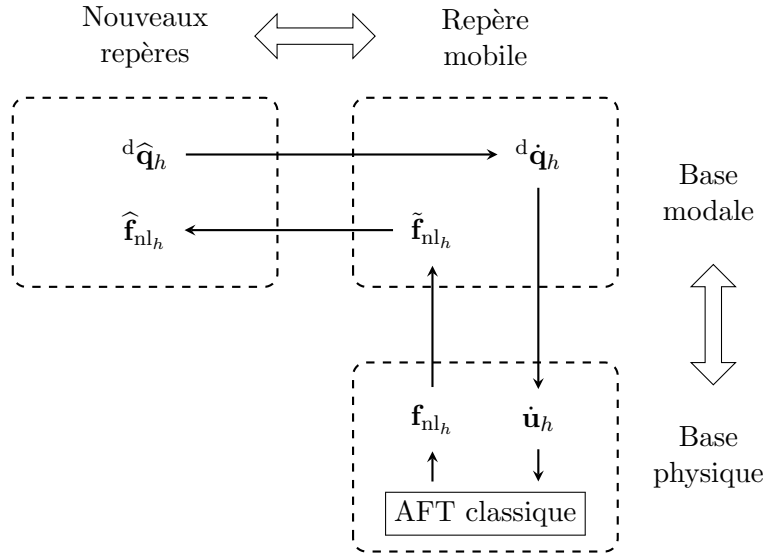 Nouveaux
repères
Repère
mobile
ᵈq̂ₕ
ᵈq̇ₕ
Base
modale
f̂ₙₗₕ
f̃ₙₗₕ
fₙₗₕ
u̇ₕ
Base
physique
AFT classique